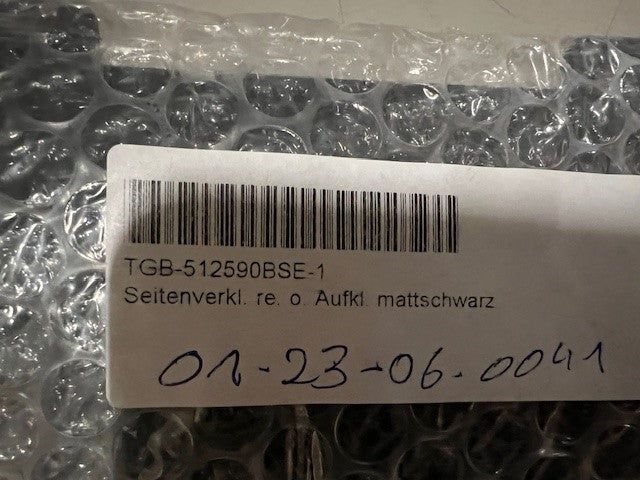 TGB-512590BSE-1
Seitenverkl. re. o. Aufkl. mattschwarz
01-23-06.0041